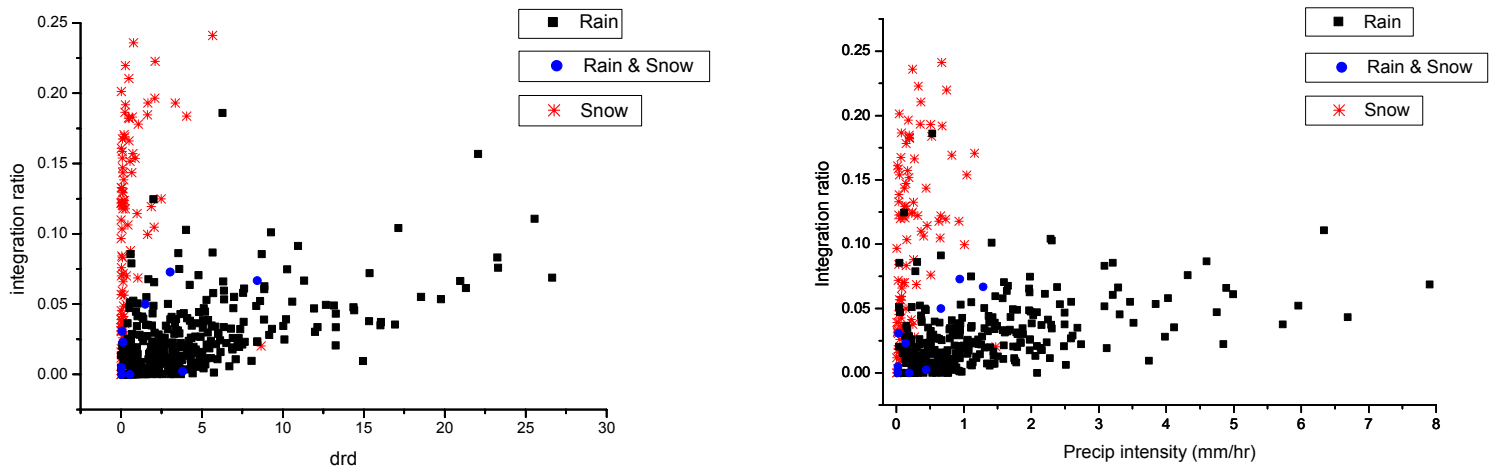 0.25
0.20
0.15
0.10
0.05
0.00
integration ratio
0 5 10 15 20 25 30
drd
Rain
Rain & Snow
Snow
0.25
0.20
0.15
0.10
0.05
0.00
Integration ratio
0 1 2 3 4 5 6 7 8
Precip intensity (mm/hr)
Rain
Rain & Snow
Snow